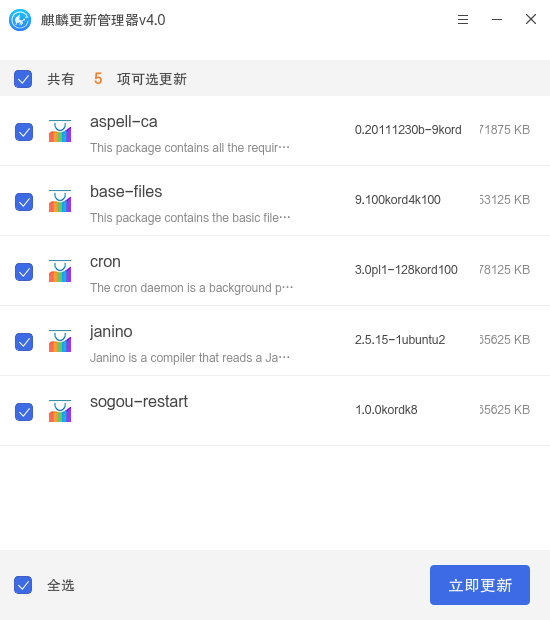 麒麟更新管理器v4.0
共有 5 项可选更新
aspell-ca 0.20111230b-9kord 71875 KB
This package contains all the requir···
base-files 9.100kord4k100 53125 KB
This package contains the basic file···
cron 3.0pl1-128kord100 78125 KB
The cron daemon is a background p···
janino 2.5.15-1ubuntu2 65625 KB
Janino is a compiler that reads a Ja···
sogou-restart 1.0.0kordk8 65625 KB
全选 立即更新